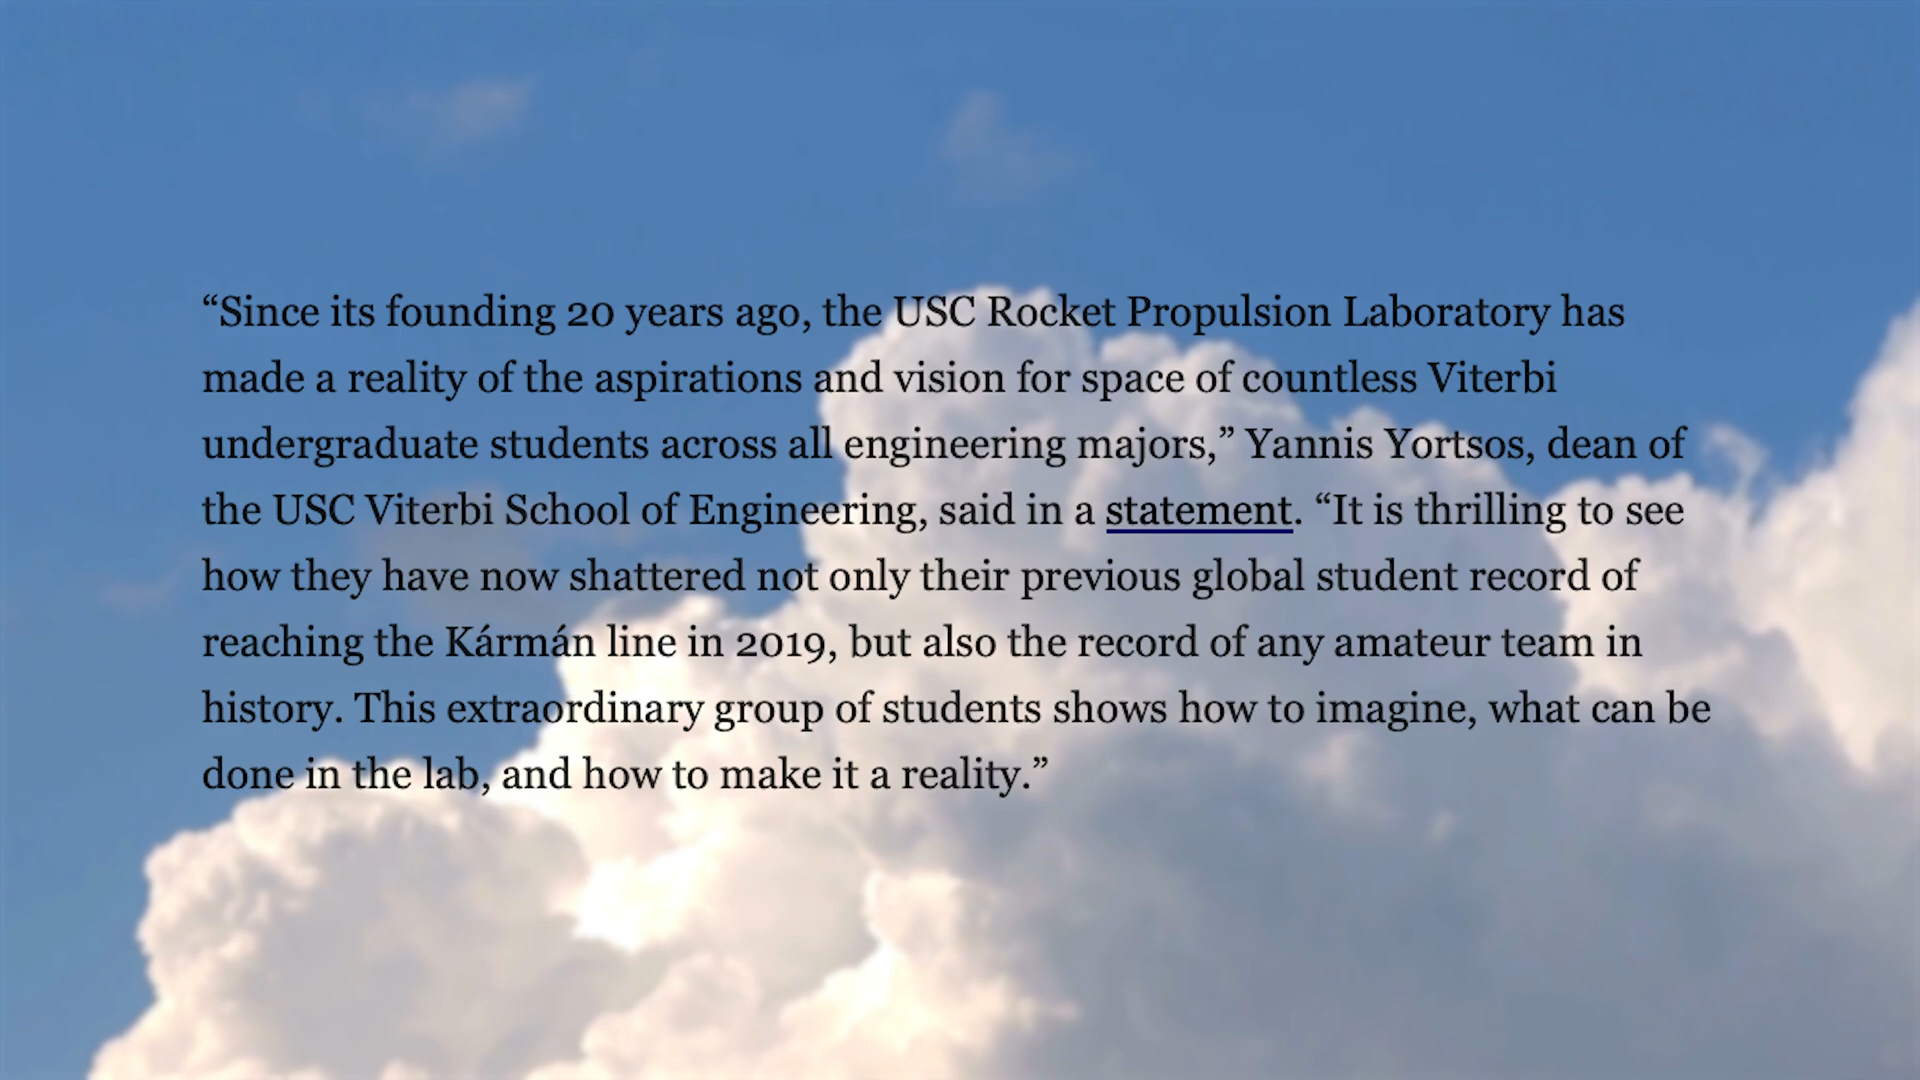 “Since its founding 20 years ago, the USC Rocket Propulsion Laboratory has
made a reality of the aspirations and vision for space of countless Viterbi
undergraduate students across all engineering majors,” Yannis Yortsos, dean of
the USC Viterbi School of Engineering, said in a statement. “It is thrilling to see
how they have now shattered not only their previous global student record of
reaching the Kármán line in 2019, but also the record of any amateur team in
history. This extraordinary group of students shows how to imagine, what can be
done in the lab, and how to make it a reality.”